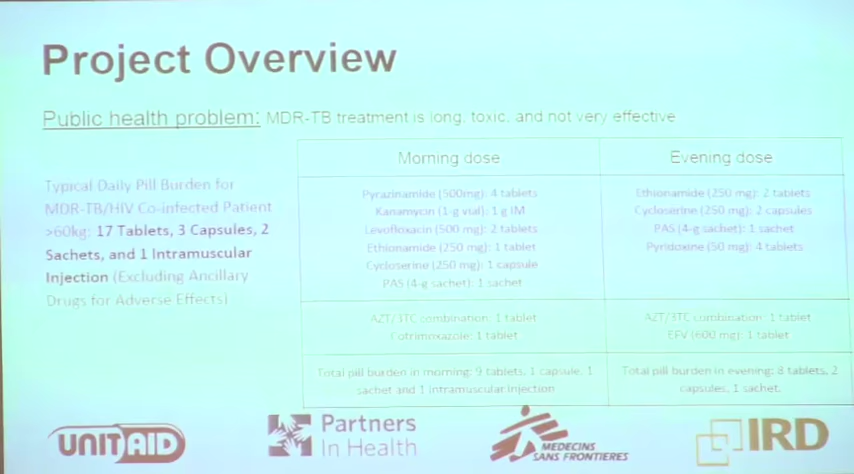 Project Overview
Public health problem: MDR-TB treatment is long, toxic, and not very effective
Typical Daily Pill Burden for
MDR-TB/HIV Co-infected Patient
>60kg: 17 Tablets, 3 Capsules, 2
Sachets, and 1 Intramuscular
Injection (Excluding Ancillary
Drugs for Adverse Effects)
Morning dose
Pyrazinamide (500mg): 4 tablets
Kanamycin (1-g vial): 1 g IM
Levofloxacin (500 mg): 2 tablets
Ethionamide (250 mg): 1 tablet
Cycloserine (250 mg): 1 capsule
PAS (4-g sachet): 1 sachet
AZT/3TC combination: 1 tablet
Cotrimoxazole: 1 tablet
Total pill burden in morning: 9 tablets, 1 capsule, 1
sachet and 1 intramuscular injection
Evening dose
Ethionamide (250 mg): 2 tablets
Cycloserine (250 mg): 2 capsules
PAS (4-g sachet): 1 sachet
Pyridoxine (50 mg): 4 tablets
AZT/3TC combination: 1 tablet
EFV (600 mg): 1 tablet
Total pill burden in evening: 8 tablets, 2
capsules, 1 sachet.
UNITAID
Partners
In Health
MEDECINS
SANS FRONTIERES
IRD